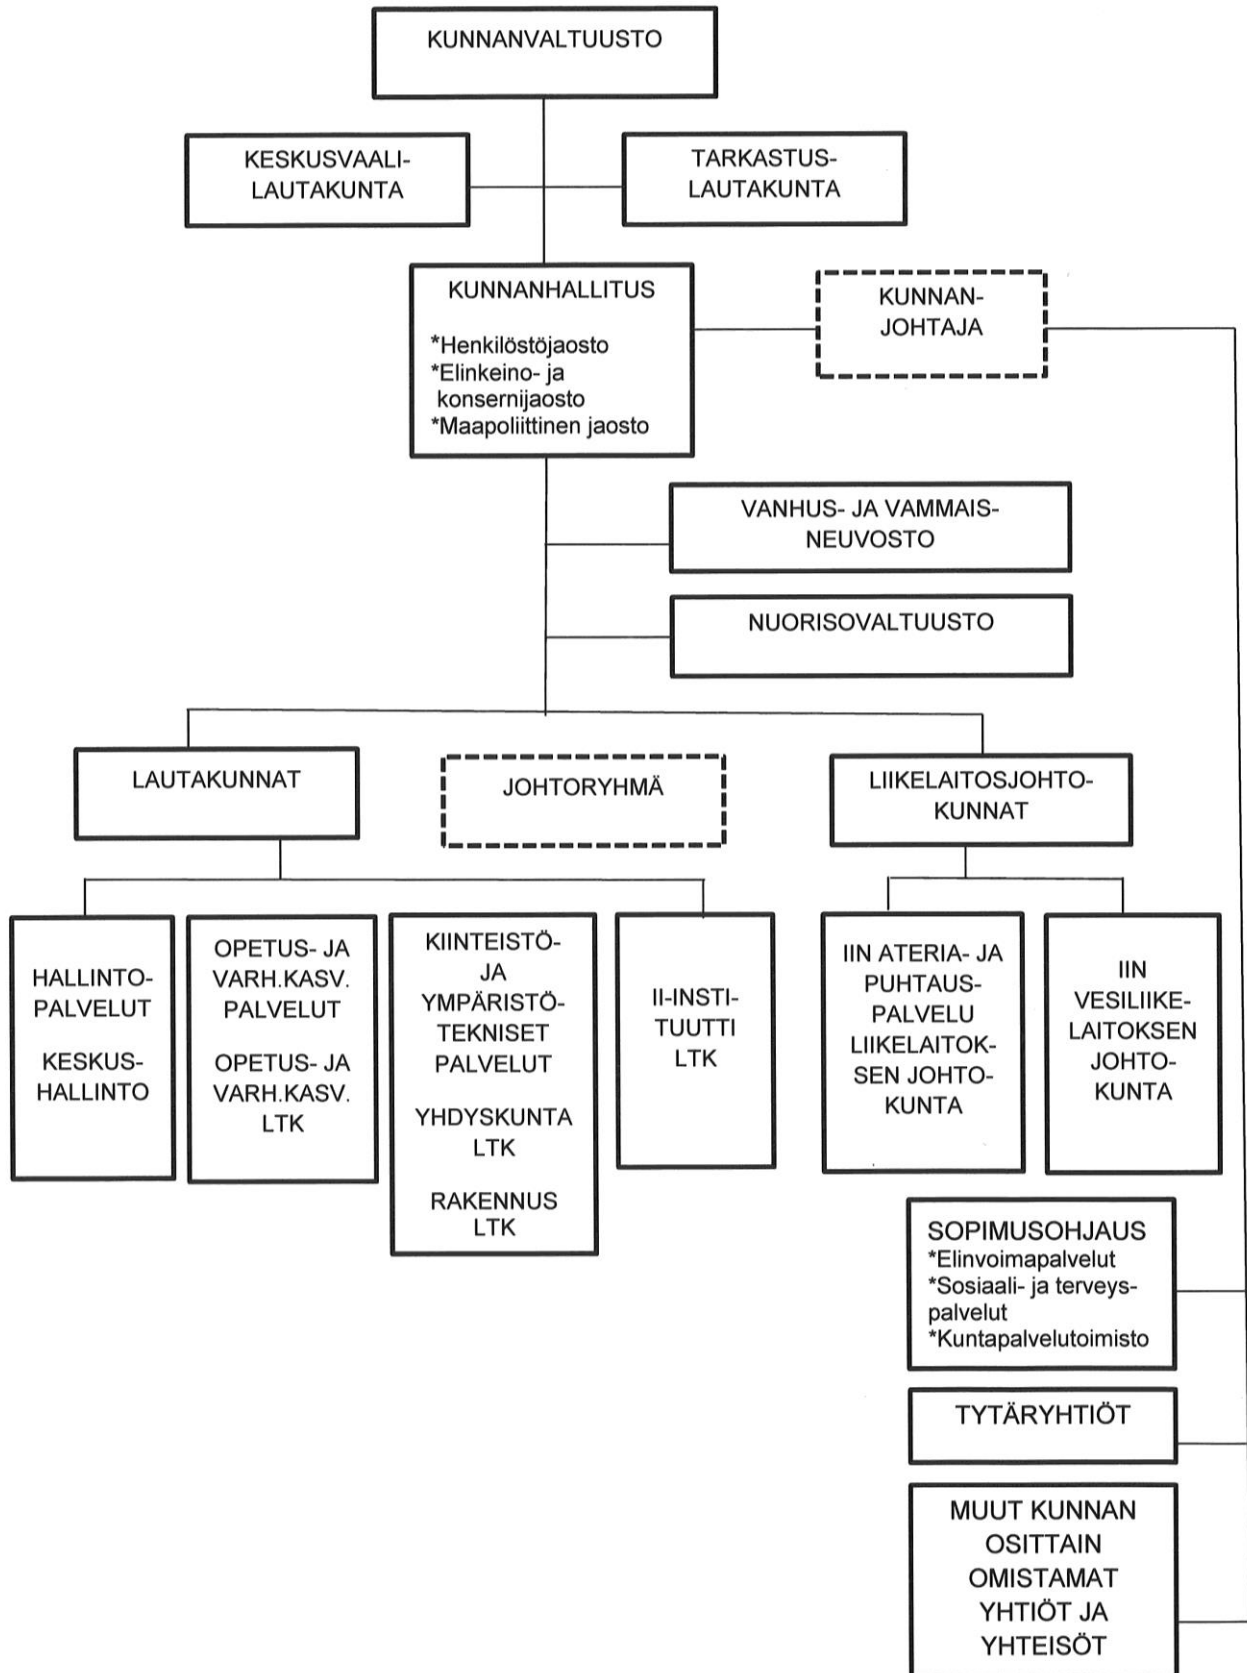 KUNNANVALTUUSTO
KESKUSVAALI-
LAUTAKUNTA
TARKASTUS-
LAUTAKUNTA
KUNNANHALLITUS
*Henkilöstöjaosto
*Elinkeino- ja
konsernijaosto
*Maapoliittinen jaosto
KUNNAN-
JOHTAJA
VANHUS- JA VAMMAIS-
NEUVOSTO
NUORISOVALTUUSTO
LAUTAKUNNAT
JOHTORYHMÄ
LIIKELAITOSJOHTO-
KUNNAT
HALLINTO-
PALVELUT
KESKUS-
HALLINTO
OPETUS- JA
VARH.KASV.
PALVELUT
OPETUS- JA
VARH.KASV.
LTK
KIINTEISTÖ-
JA
YMPÄRISTÖ-
TEKNISET
PALVELUT
YHDYSKUNTA
LTK
RAKENNUS
LTK
II-INSTI-
TUUTTI
LTK
IIN ATERIA- JA
PUHTAUS-
PALVELU
LIIKELAITOK-
SEN JOHTO-
KUNTA
IIN
VESILIIKE-
LAITOKSEN
JOHTO-
KUNTA
SOPIMUSOHJAUS
*Elinvoimapalvelut
*Sosiaali- ja terveys-
palvelut
*Kuntapalvelutoimisto
TYTÄRYHTIÖT
MUUT KUNNAN
OSITTAIN
OMISTAMAT
YHTIÖT JA
YHTEISÖT